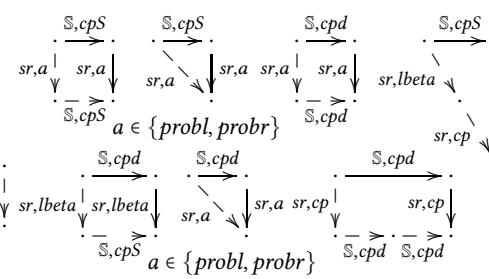 𝕊,cpS 𝕊,cpS 𝕊,cpd 𝕊,cpS
sr,a sr,a sr,a sr,a sr,a sr,a sr,lbeta
𝕊,cpS 𝕊,cpd
a ∈ {probl, probr} sr,cp
𝕊,cpd 𝕊,cpd 𝕊,cpd
sr,lbeta sr,lbeta sr,a sr,a sr,cp sr,cp
𝕊,cpS 𝕊,cpd 𝕊,cpd
a ∈ {probl, probr}